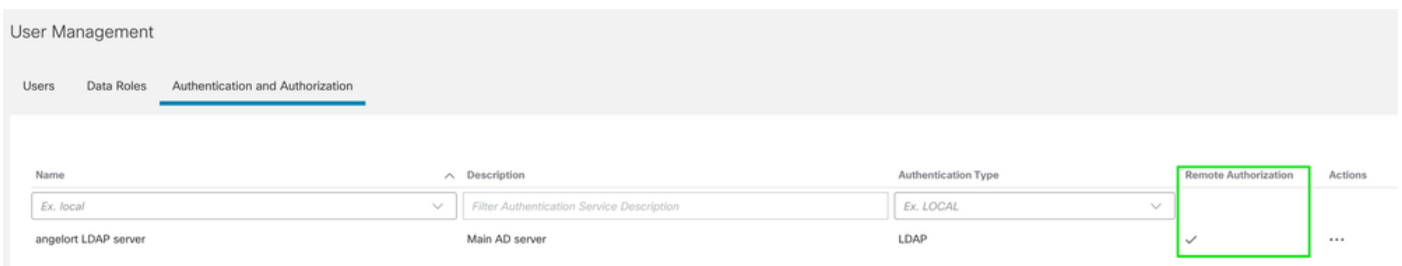 User Management
Users Data Roles Authentication and Authorization
Name Description Authentication Type Remote Authorization Actions
Ex. local Filter Authentication Service Description Ex. LOCAL
angelort LDAP server Main AD server LDAP